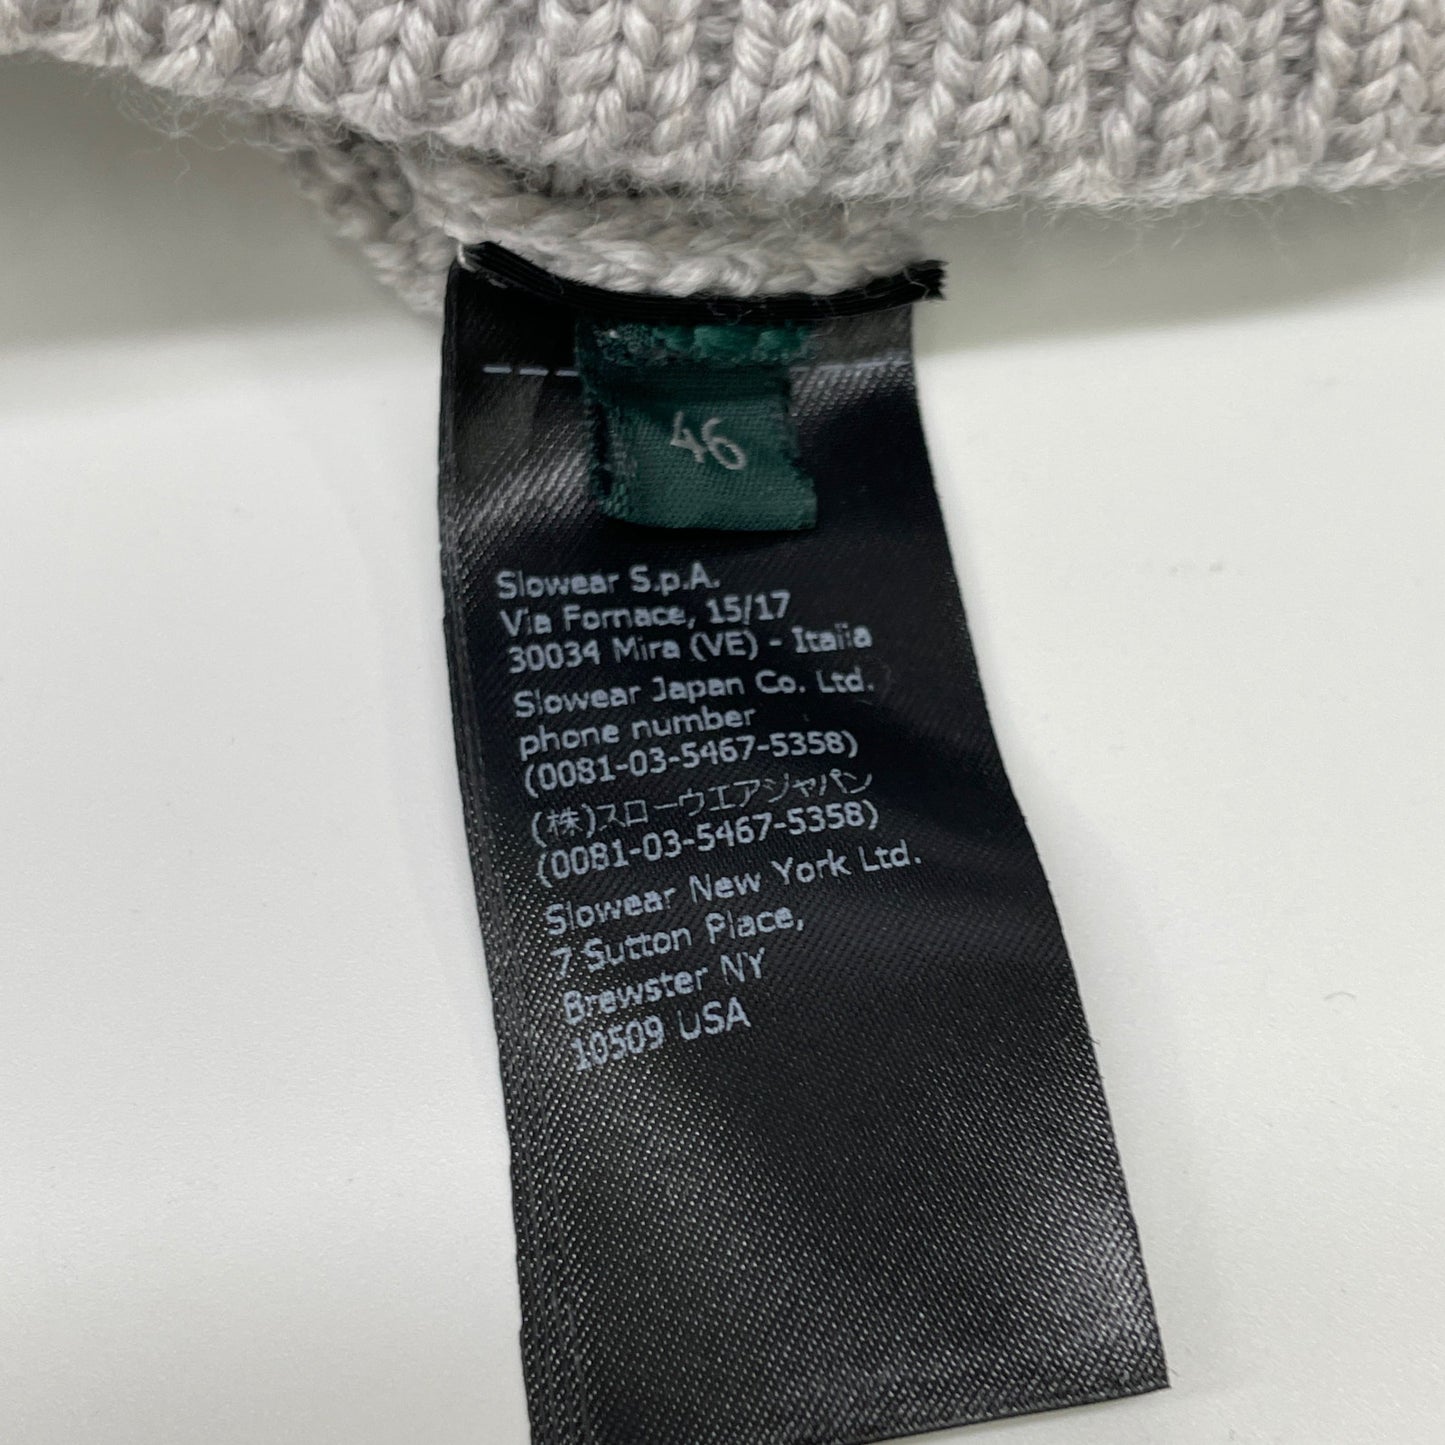 46
Slowear S.p.A.
Via Fornace, 15/17
30034 Mira (VE) - Italia
Slowear Japan Co. Ltd.
phone number
(0081-03-5467-5358)
(株)スローウエアジャパン
(0081-03-5467-5358)
Slowear New York Ltd.
7 Sutton Place,
Brewster NY
10509 USA